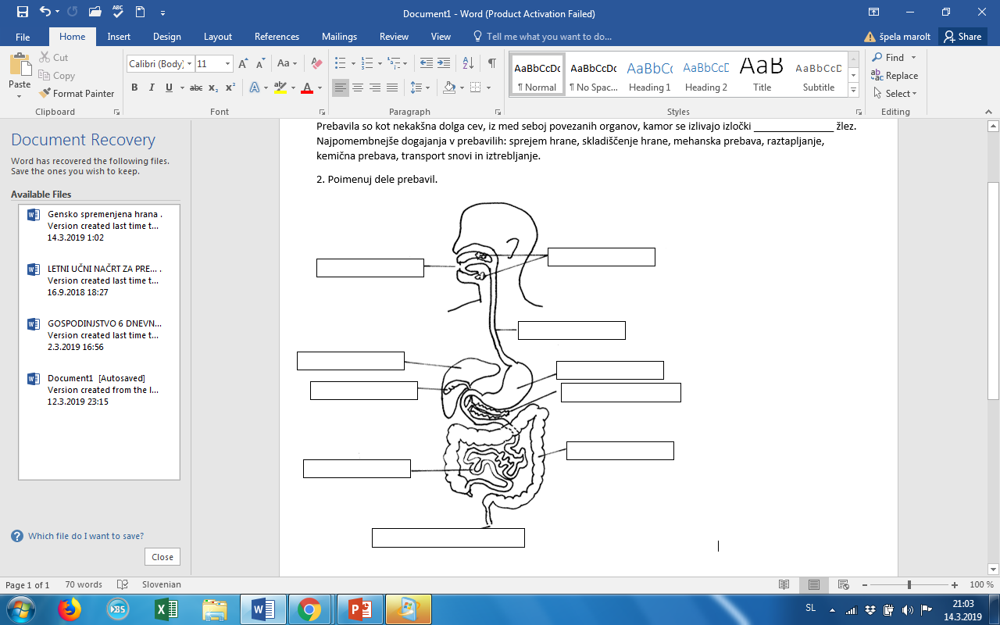 Document1 - Word (Product Activation Failed)
File Home Insert Design Layout References Mailings Review View Tell me what you want to do... špela marolt Share
Paste Cut Copy Format Painter
Clipboard
Calibri (Body) 11
Font
Paragraph
AaBbCcDc AaBbCcDc AaBbCc AaBbCcD AaB AaBbCcD
¶ Normal ¶ No Spac... Heading 1 Heading 2 Title Subtitle
Styles
Find Replace Select
Editing
Document Recovery
Word has recovered the following files.
Save the ones you wish to keep.
Available Files
Gensko spremenjena hrana .
Version created last time t...
14.3.2019 1:02
LETNI UČNI NAČRT ZA PRE... .
Version created last time t...
16.9.2018 18:27
GOSPODINJSTVO 6 DNEVN...
Version created last time t...
2.3.2019 16:56
Document1 [Autosaved]
Version created from the l...
12.3.2019 23:15
Which file do I want to save?
Close
Prebavila so kot nekakšna dolga cev, iz med seboj povezanih organov, kamor se izlivajo izločki _______________ žlez.
Najpomembnejše dogajanja v prebavilih: sprejem hrane, skladiščenje hrane, mehanska prebava, raztapljanje,
kemična prebava, transport snovi in iztrebljanje.
2. Poimenuj dele prebavil.
Page 1 of 1 70 words Slovenian 100 %
SL 21:03
14.3.2019